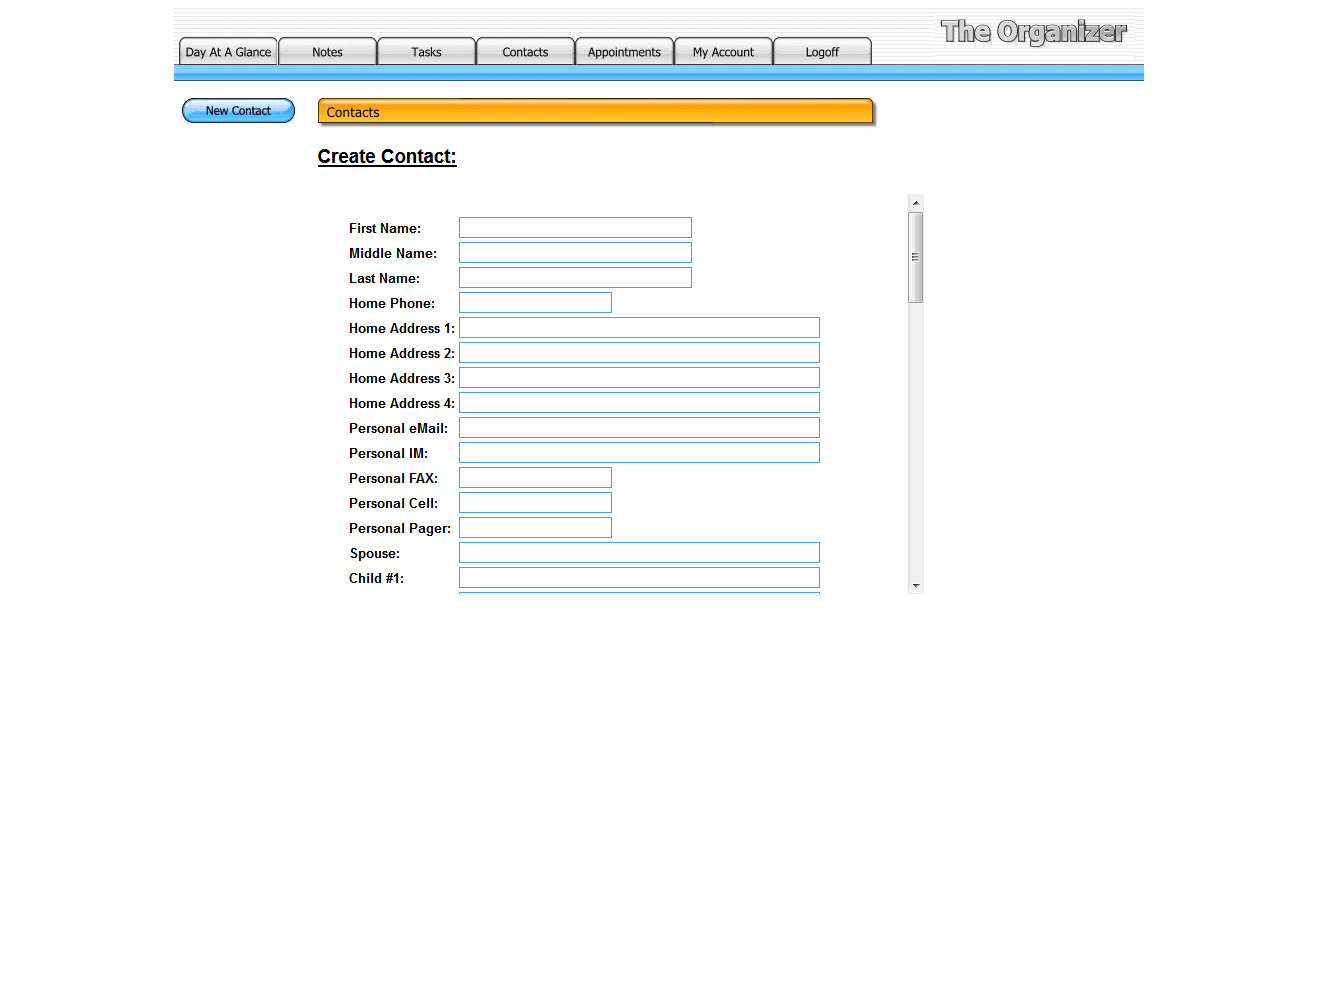 The Organizer
Day At A Glance Notes Tasks Contacts Appointments My Account Logoff
New Contact
Contacts
Create Contact:
First Name:
Middle Name:
Last Name:
Home Phone:
Home Address 1:
Home Address 2:
Home Address 3:
Home Address 4:
Personal eMail:
Personal IM:
Personal FAX:
Personal Cell:
Personal Pager:
Spouse:
Child #1: